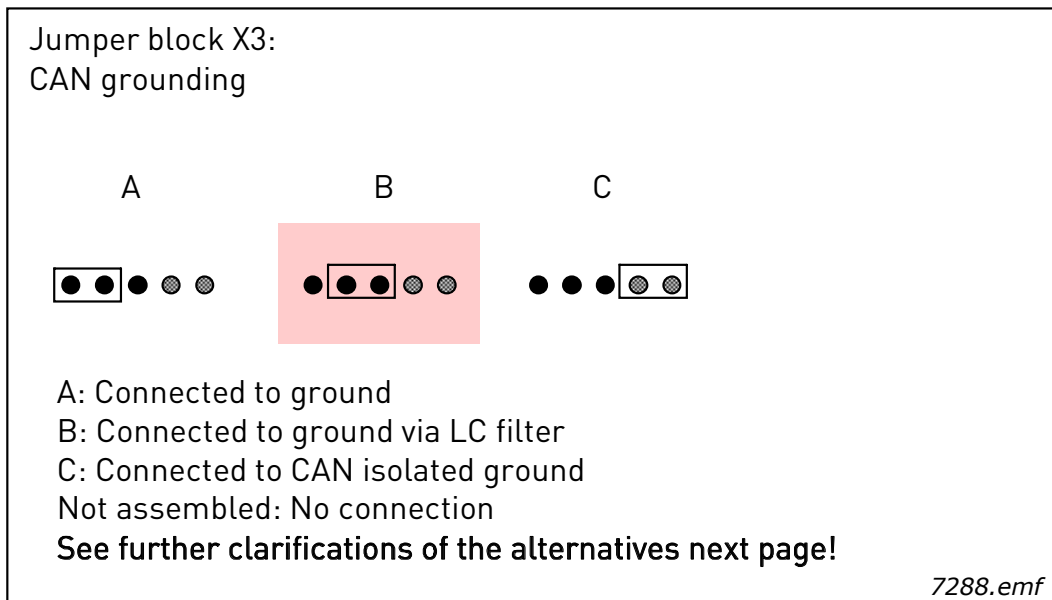 Jumper block X3:
CAN grounding
A B C
A: Connected to ground
B: Connected to ground via LC filter
C: Connected to CAN isolated ground
Not assembled: No connection
See further clarifications of the alternatives next page!
7288.emf